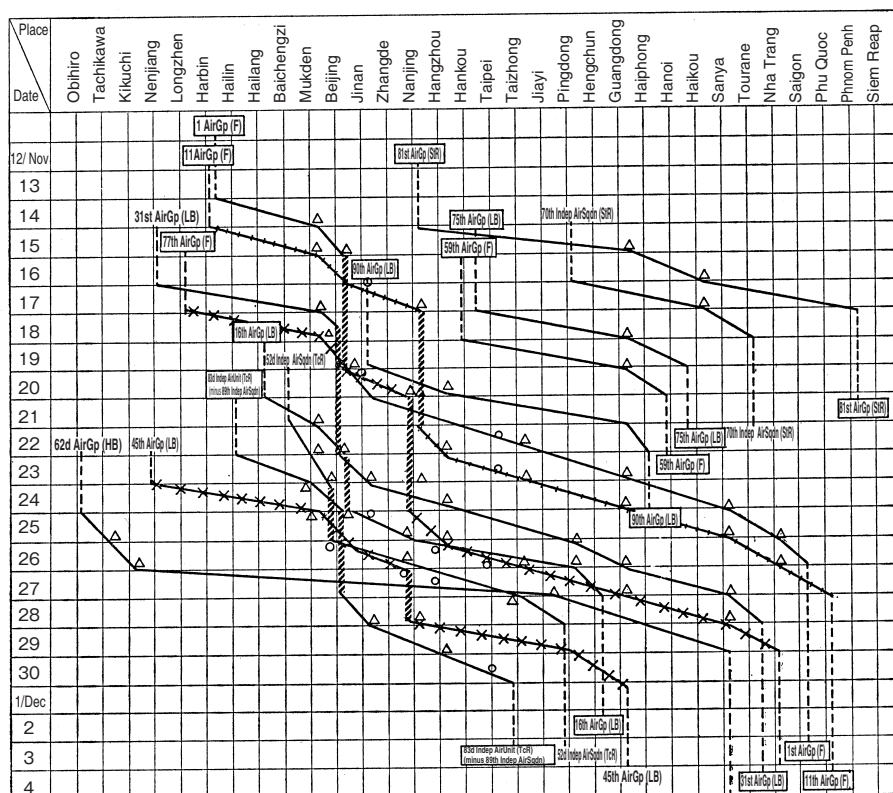 Place
Date
Obihiro
Tachikawa
Kikuchi
Nenjiang
Longzhen
Harbin
Hailin
Hailang
Baichengzi
Mukden
Beijing
Jinan
Zhangde
Nanjing
Hangzhou
Hankou
Taipei
Taizhong
Jiayi
Pingdong
Hengchun
Guangdong
Haiphong
Hanoi
Haikou
Sanya
Tourane
Nha Trang
Saigon
Phu Quoc
Phnom Penh
Siem Reap
1 AirGp (F)
12/ Nov
11AirGp (F)
81st AirGp (StR)
13
14
31st AirGp (LB)
75th AirGp (LB)
70th Indep AirSqdn (StR)
15
77th AirGp (F)
59th AirGp (F)
16
90th AirGp (LB)
17
18
16th AirGp (LB)
19
52d Indep AirSqdn (TcR)
83d Indep AirUnit (TcR)
(minus 89th Indep AirSqdn)
20
81st AirGp (StR)
21
75th AirGp (LB)
70th Indep AirSqdn (StR)
22
62d AirGp (HB)
45th AirGp (LB)
59th AirGp (F)
23
24
90th AirGp (LB)
25
26
27
28
29
30
1/Dec
2
16th AirGp (LB)
3
83d Indep AirUnit (TcR)
(minus 89th Indep AirSqdn)
52d Indep AirSqdn (TcR)
1st AirGp (F)
45th AirGp (LB)
31st AirGp (LB)
11th AirGp (F)
4